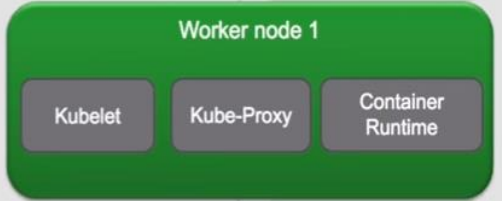 Worker node 1
Kubelet
Kube-Proxy
Container
Runtime